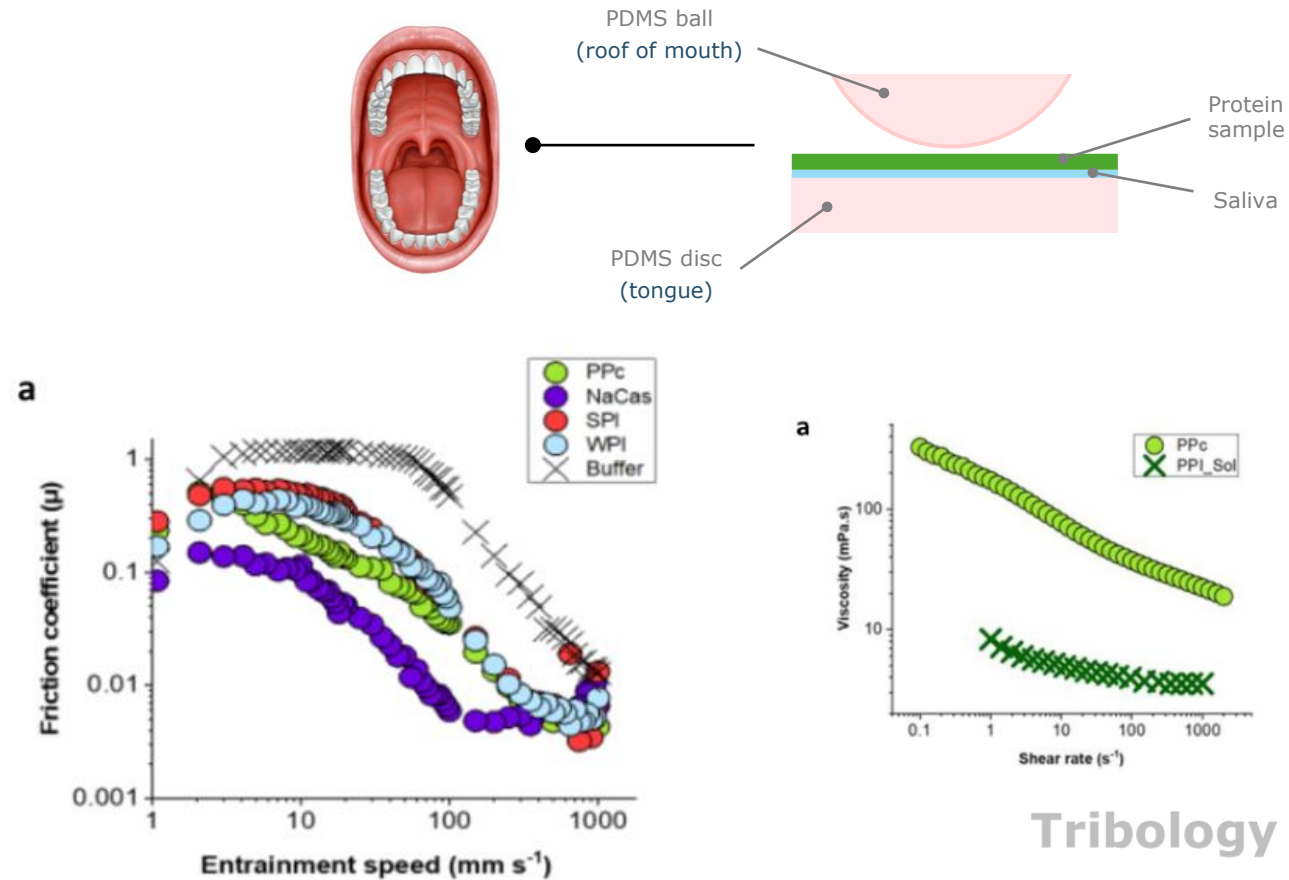 PDMS ball
(roof of mouth)
Protein
sample
Saliva
PDMS disc
(tongue)
a
PPc
NaCas
SPI
WPI
Buffer
1
0.1
0.01
0.001
Friction coefficient (μ)
1
10
100
1000
Entrainment speed (mm s⁻¹)
a
PPc
PPI_Sol
100
10
Viscosity (mPa.s)
0.1
1
10
100
1000
Shear rate (s⁻¹)
Tribology